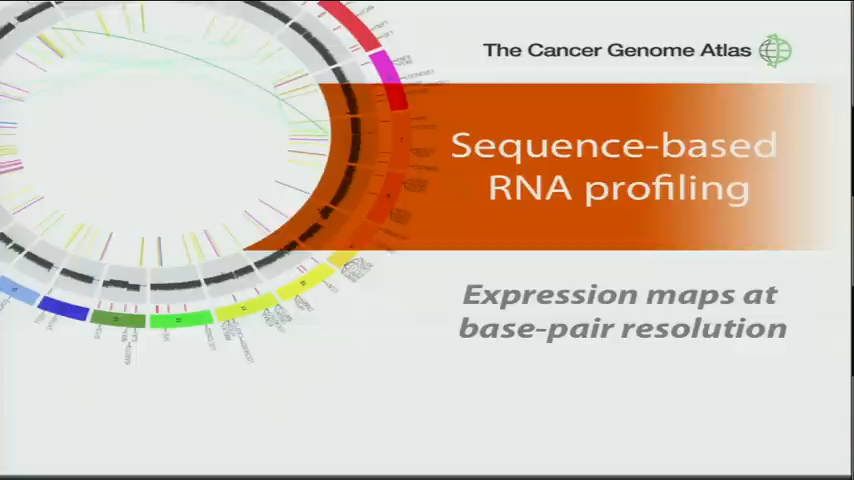 The Cancer Genome Atlas
Sequence-based
RNA profiling
Expression maps at
base-pair resolution